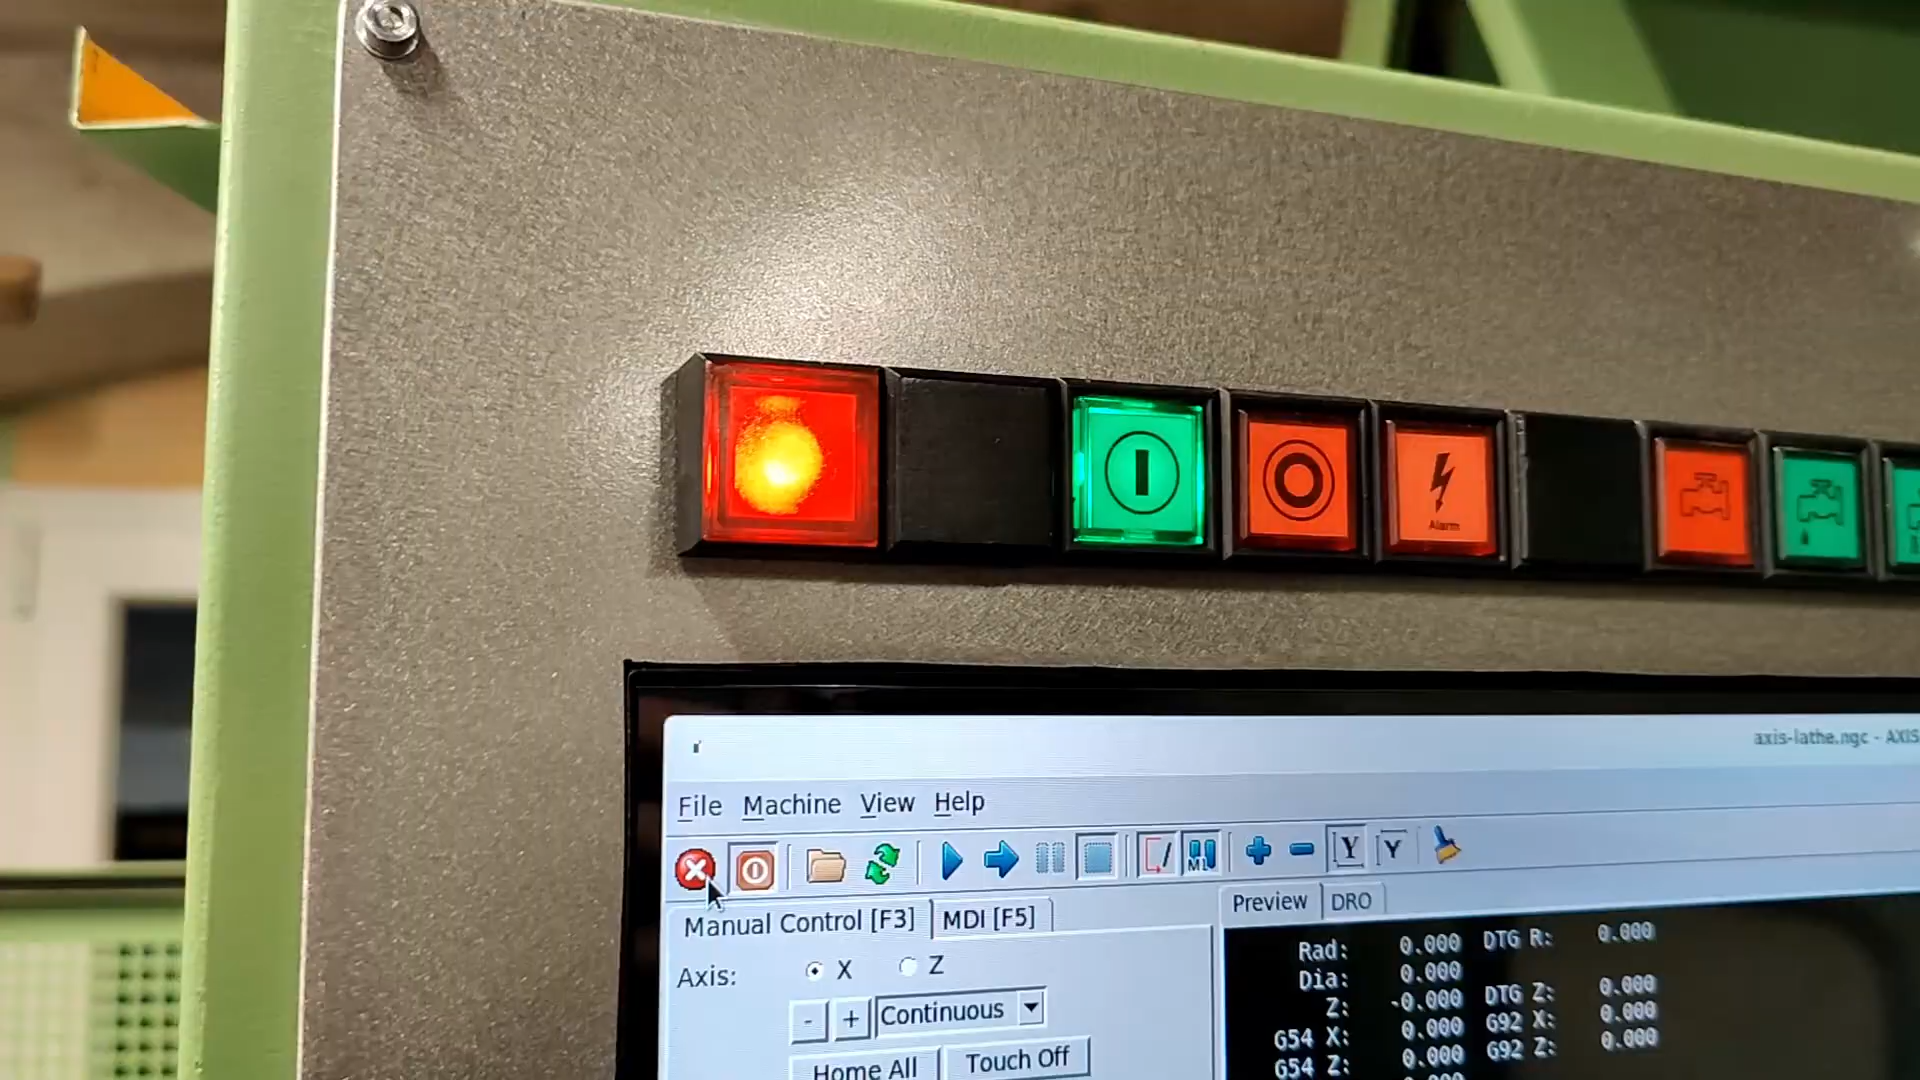 Alarm
axis-lathe.ngc - AXIS
File Machine View Help
Manual Control [F3] MDI [F5]
Preview DRO
Axis: X Z
- + Continuous
Home All Touch Off
Rad: 0.000 DTG R: 0.000
Dia: 0.000
Z: -0.000 DTG Z: 0.000
G54 X: 0.000 G92 X: 0.000
G54 Z: 0.000 G92 Z: 0.000